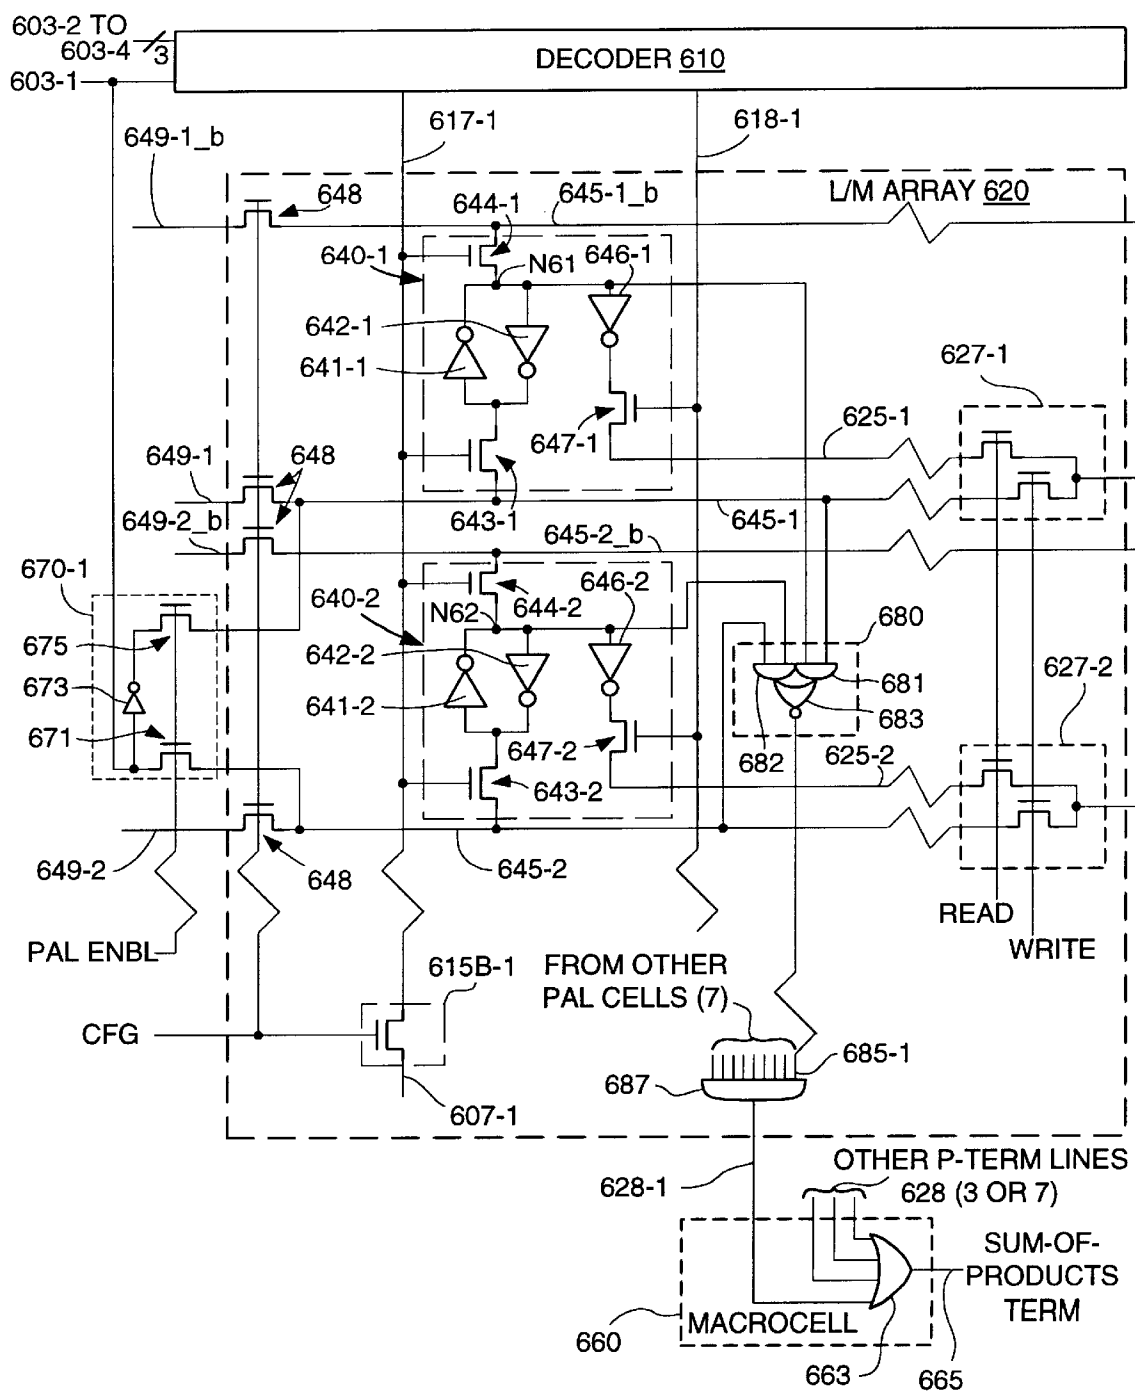 603-2 TO
603-4
3
603-1
DECODER 610
617-1
618-1
649-1_b
648
645-1_b
L/M ARRAY 620
644-1
640-1
N61
646-1
642-1
641-1
627-1
647-1
625-1
649-1
648
643-1
645-1
649-2_b
645-2_b
670-1
640-2
N62
644-2
646-2
680
675
642-2
627-2
673
641-2
681
683
671
647-2
682
625-2
643-2
649-2
648
645-2
READ
WRITE
PAL ENBL
615B-1
FROM OTHER
PAL CELLS (7)
CFG
685-1
687
607-1
628-1
OTHER P-TERM LINES
628 (3 OR 7)
SUM-OF-
PRODUCTS
TERM
MACROCELL
660
663
665